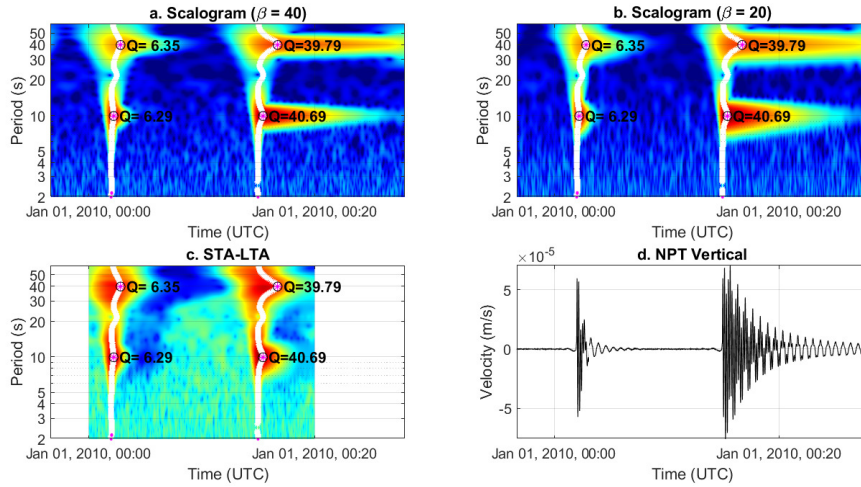 a. Scalogram (β = 40)
Period (s)
50
40
30
20
10
5
4
3
2
Q= 6.35
Q=39.79
Q= 6.29
Q=40.69
Jan 01, 2010, 00:00
Jan 01, 2010, 00:20
Time (UTC)
b. Scalogram (β = 20)
Period (s)
50
40
30
20
10
5
4
3
2
Q= 6.35
Q=39.79
Q= 6.29
Q=40.69
Jan 01, 2010, 00:00
Jan 01, 2010, 00:20
Time (UTC)
c. STA-LTA
Period (s)
50
40
30
20
10
5
4
3
2
Q= 6.35
Q=39.79
Q= 6.29
Q=40.69
Jan 01, 2010, 00:00
Jan 01, 2010, 00:20
Time (UTC)
d. NPT Vertical
×10⁻⁵
Velocity (m/s)
5
0
-5
Jan 01, 2010, 00:00
Jan 01, 2010, 00:20
Time (UTC)